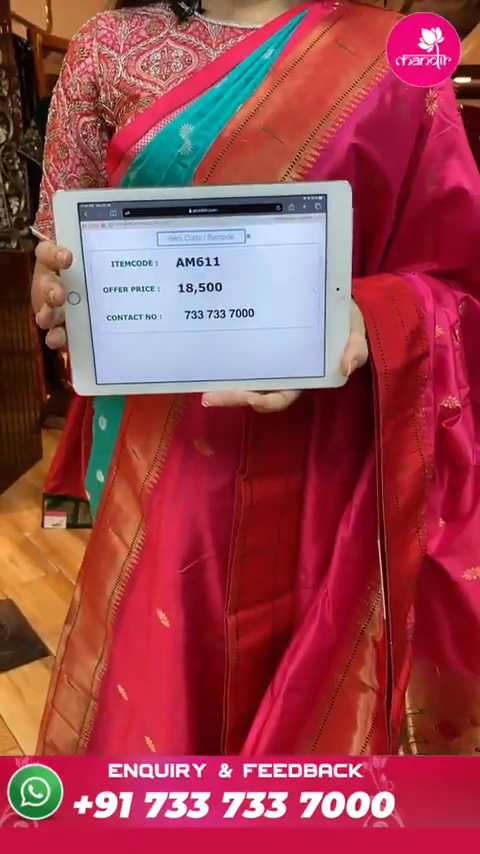 mandir
Item Code / Barcode
ITEMCODE : AM611
OFFER PRICE : 18,500
CONTACT NO : 733 733 7000
ENQUIRY & FEEDBACK
+91 733 733 7000